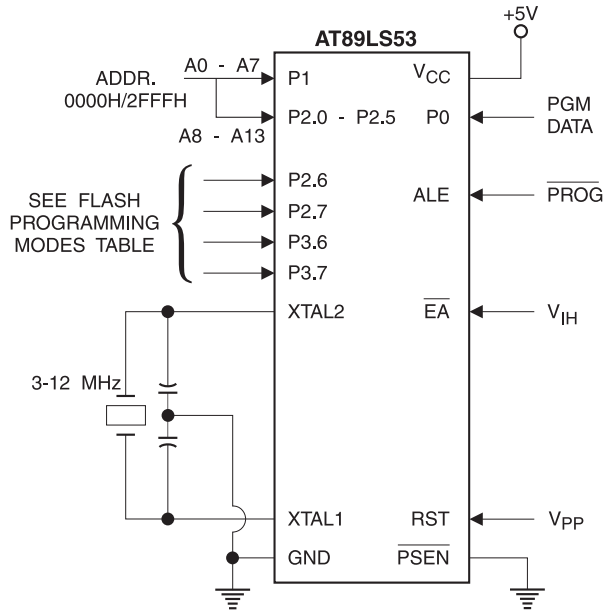 +5V
AT89LS53
A0 - A7
ADDR.
0000H/2FFFH
P1
VCC
P2.0 - P2.5
P0
PGM
DATA
A8 - A13
P2.6
SEE FLASH
PROGRAMMING
MODES TABLE
P2.7
P3.6
P3.7
ALE
PROG
XTAL2
EA
VIH
3-12 MHz
XTAL1
RST
VPP
GND
PSEN